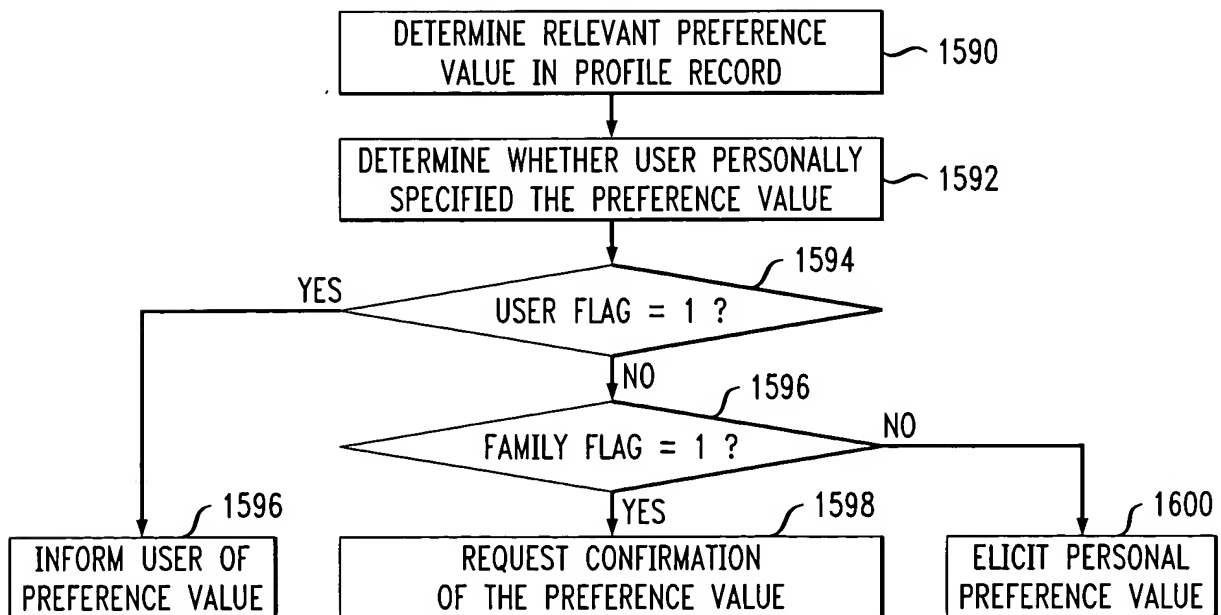 DETERMINE RELEVANT PREFERENCE
VALUE IN PROFILE RECORD
1590
DETERMINE WHETHER USER PERSONALLY
SPECIFIED THE PREFERENCE VALUE
1592
1594
YES
USER FLAG = 1 ?
NO
1596
FAMILY FLAG = 1 ?
NO
YES
1596
INFORM USER OF
PREFERENCE VALUE
1598
REQUEST CONFIRMATION
OF THE PREFERENCE VALUE
1600
ELICIT PERSONAL
PREFERENCE VALUE